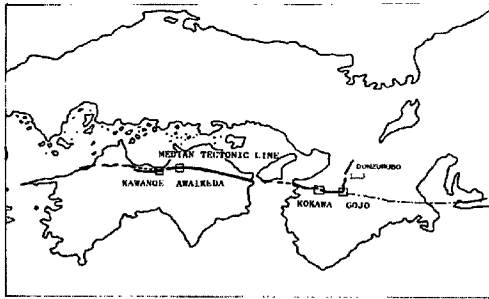 MEDIAN TECTONIC LINE
DONZURUBO
KAWANOE AWAIKEDA
KOKAWA GOJO